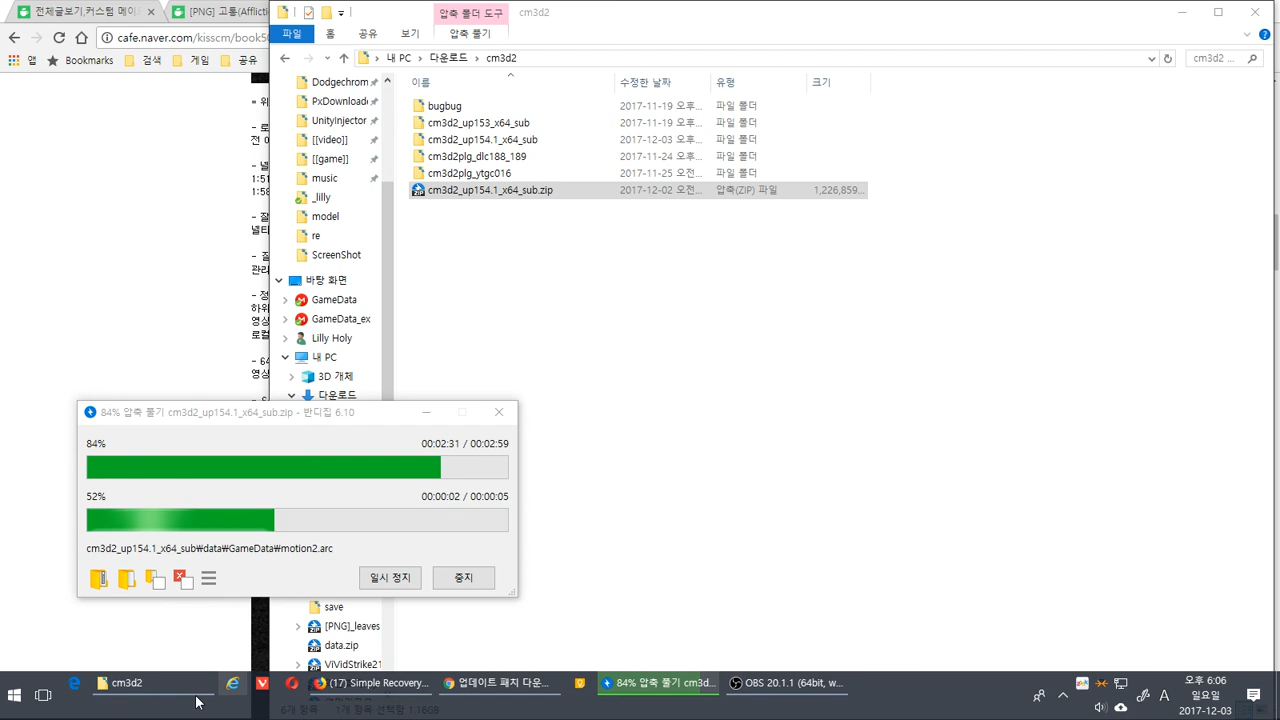 전체글보기,커스텀 메이
[PNG] 고통(Afflicti
cafe.naver.com/kisscm/book50
앱 Bookmarks 검색 게임 공유
압축 폴더 도구 cm3d2
파일 홈 공유 보기 압축 풀기
내 PC 다운로드 cm3d2
cm3d2 ...
Dodgechrom
PxDownload
UnityInjector
[[video]]
[[game]]
music
_lilly
model
re
ScreenShot
바탕 화면
GameData
GameData_ex
Lilly Holy
내 PC
3D 개체
다운로드
이름 수정한 날짜 유형 크기
bugbug 2017-11-19 오후... 파일 폴더
cm3d2_up153_x64_sub 2017-11-19 오후... 파일 폴더
cm3d2_up154.1_x64_sub 2017-12-03 오후... 파일 폴더
cm3d2plg_dlc188_189 2017-11-24 오후... 파일 폴더
cm3d2plg_ytgc016 2017-11-25 오전... 파일 폴더
cm3d2_up154.1_x64_sub.zip 2017-12-02 오전... 압축(ZIP) 파일 1,226,859...
84% 압축 풀기 cm3d2_up154.1_x64_sub.zip - 반디집 6.10
84% 00:02:31 / 00:02:59
52% 00:00:02 / 00:00:05
cm3d2_up154.1_x64_sub₩data₩GameData₩motion2.arc
일시 정지 중지
save
[PNG]_leaves
data.zip
ViVidStrike21
6개 항목 1개 항목 선택함 1.16GB
cm3d2
(17) Simple Recovery...
업데이트 패치 다운...
84% 압축 풀기 cm3d...
OBS 20.1.1 (64bit, w...
A
오후 6:06
일요일
2017-12-03